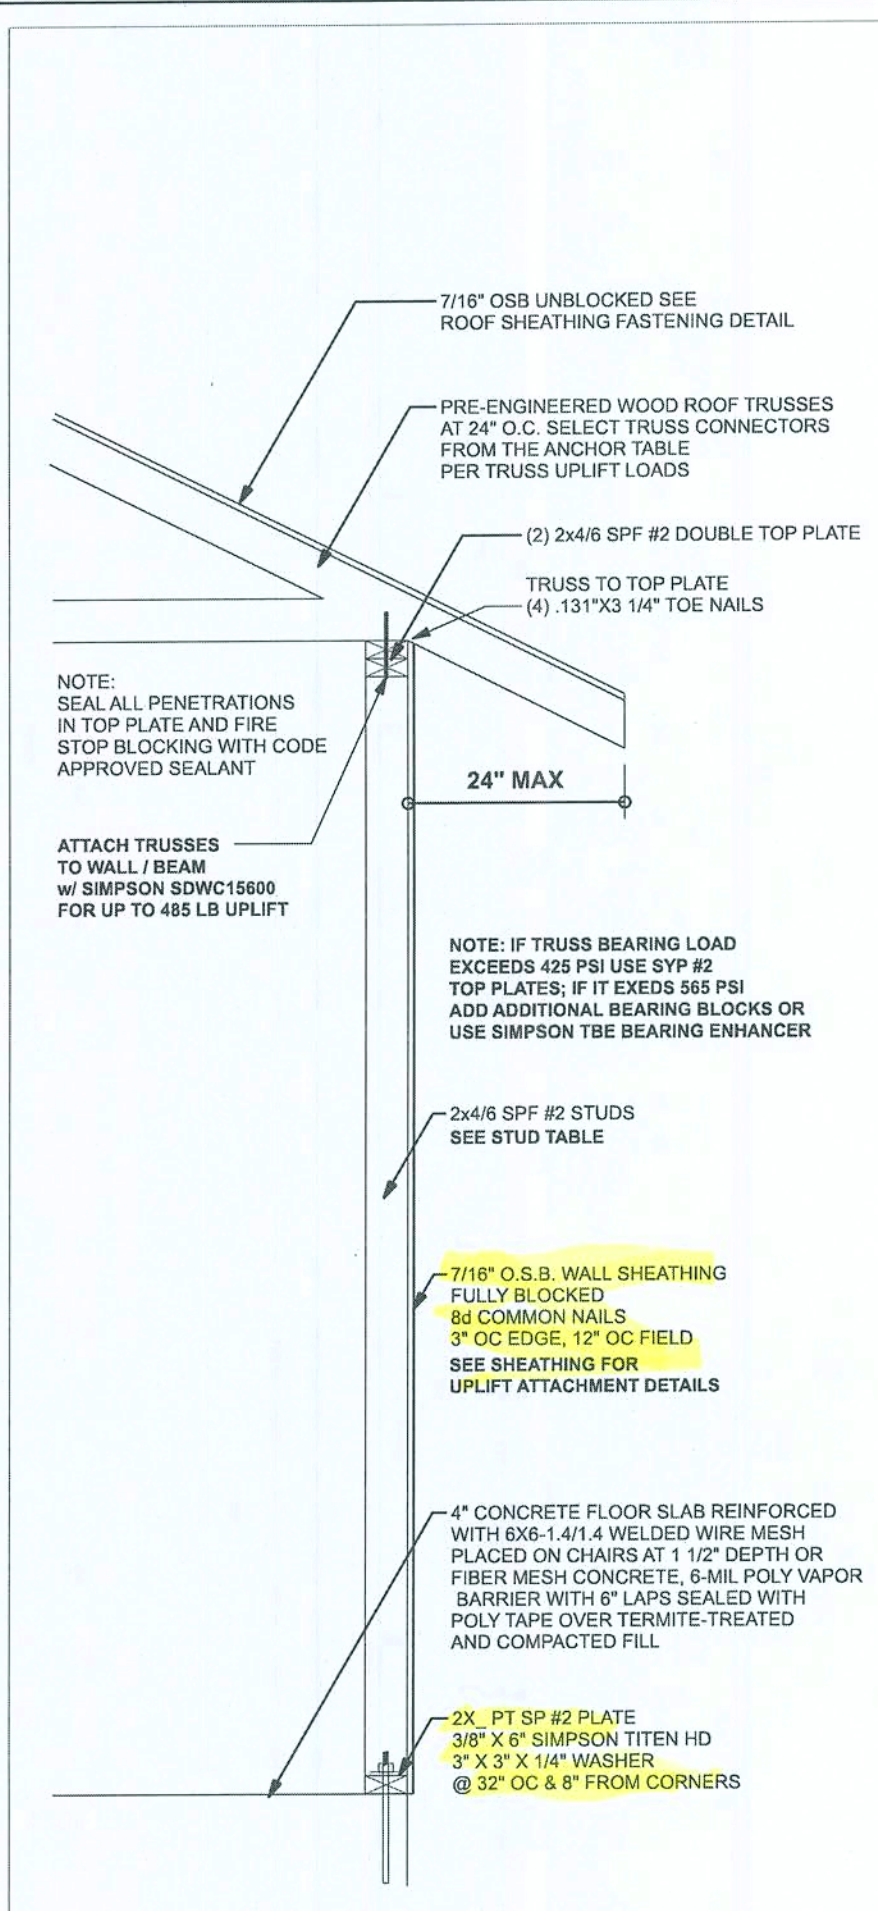 7/16" OSB UNBLOCKED SEE
ROOF SHEATHING FASTENING DETAIL
PRE-ENGINEERED WOOD ROOF TRUSSES
AT 24" O.C. SELECT TRUSS CONNECTORS
FROM THE ANCHOR TABLE
PER TRUSS UPLIFT LOADS
(2) 2x4/6 SPF #2 DOUBLE TOP PLATE
TRUSS TO TOP PLATE
(4) .131"X3 1/4" TOE NAILS
NOTE:
SEAL ALL PENETRATIONS
IN TOP PLATE AND FIRE
STOP BLOCKING WITH CODE
APPROVED SEALANT
24" MAX
ATTACH TRUSSES
TO WALL / BEAM
w/ SIMPSON SDWC15600
FOR UP TO 485 LB UPLIFT
NOTE: IF TRUSS BEARING LOAD
EXCEEDS 425 PSI USE SYP #2
TOP PLATES; IF IT EXEDS 565 PSI
ADD ADDITIONAL BEARING BLOCKS OR
USE SIMPSON TBE BEARING ENHANCER
2x4/6 SPF #2 STUDS
SEE STUD TABLE
7/16" O.S.B. WALL SHEATHING
FULLY BLOCKED
8d COMMON NAILS
3" OC EDGE, 12" OC FIELD
SEE SHEATHING FOR
UPLIFT ATTACHMENT DETAILS
4" CONCRETE FLOOR SLAB REINFORCED
WITH 6X6-1.4/1.4 WELDED WIRE MESH
PLACED ON CHAIRS AT 1 1/2" DEPTH OR
FIBER MESH CONCRETE, 6-MIL POLY VAPOR
BARRIER WITH 6" LAPS SEALED WITH
POLY TAPE OVER TERMITE-TREATED
AND COMPACTED FILL
2X_ PT SP #2 PLATE
3/8" X 6" SIMPSON TITEN HD
3" X 3" X 1/4" WASHER
@ 32" OC & 8" FROM CORNERS